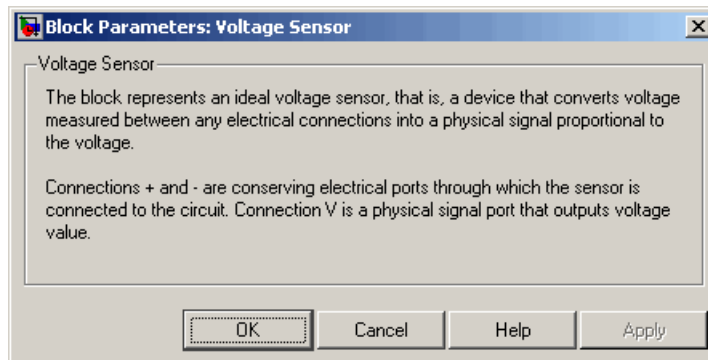 Block Parameters: Voltage Sensor
Voltage Sensor
The block represents an ideal voltage sensor, that is, a device that converts voltage
measured between any electrical connections into a physical signal proportional to
the voltage.
Connections + and - are conserving electrical ports through which the sensor is
connected to the circuit. Connection V is a physical signal port that outputs voltage
value.
OK Cancel Help Apply